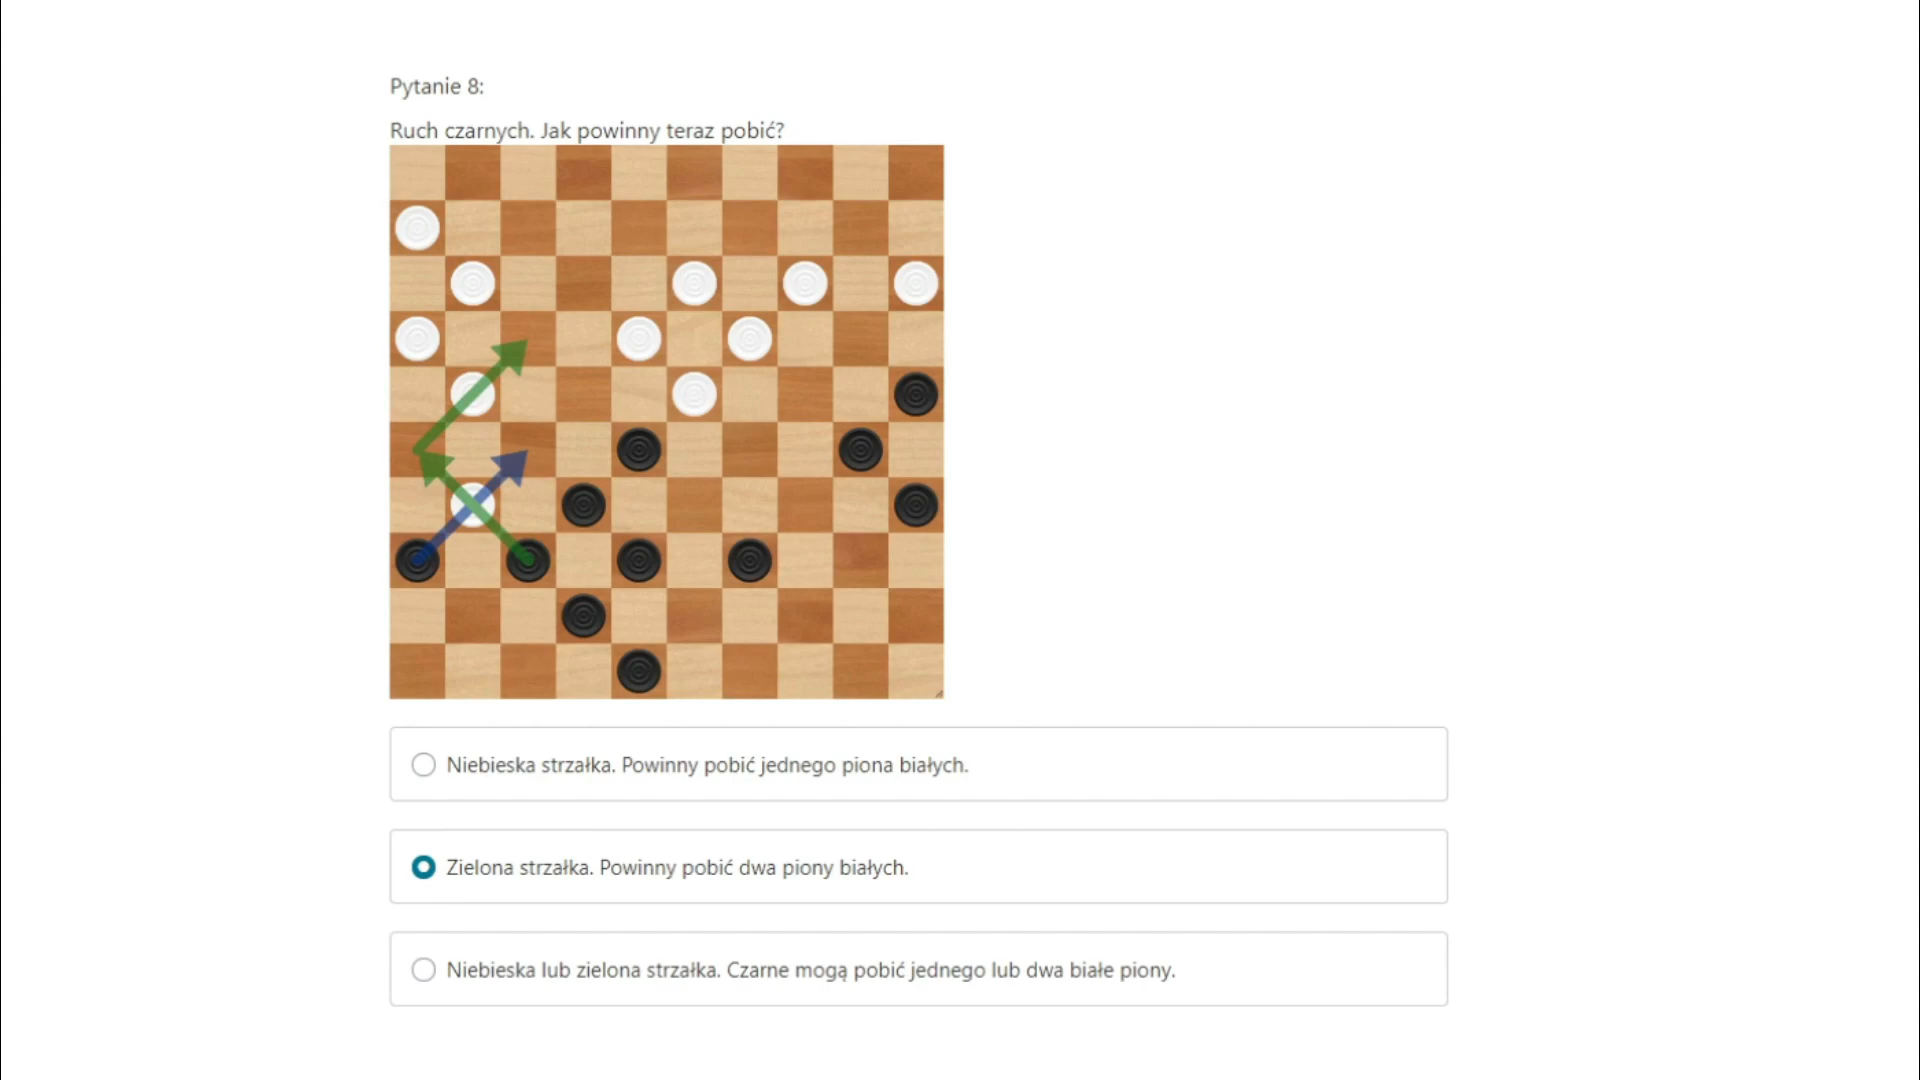 Pytanie 8:
Ruch czarnych. Jak powinny teraz pobić?
Niebieska strzałka. Powinny pobić jednego piona białych.
Zielona strzałka. Powinny pobić dwa piony białych.
Niebieska lub zielona strzałka. Czarne mogą pobić jednego lub dwa białe piony.